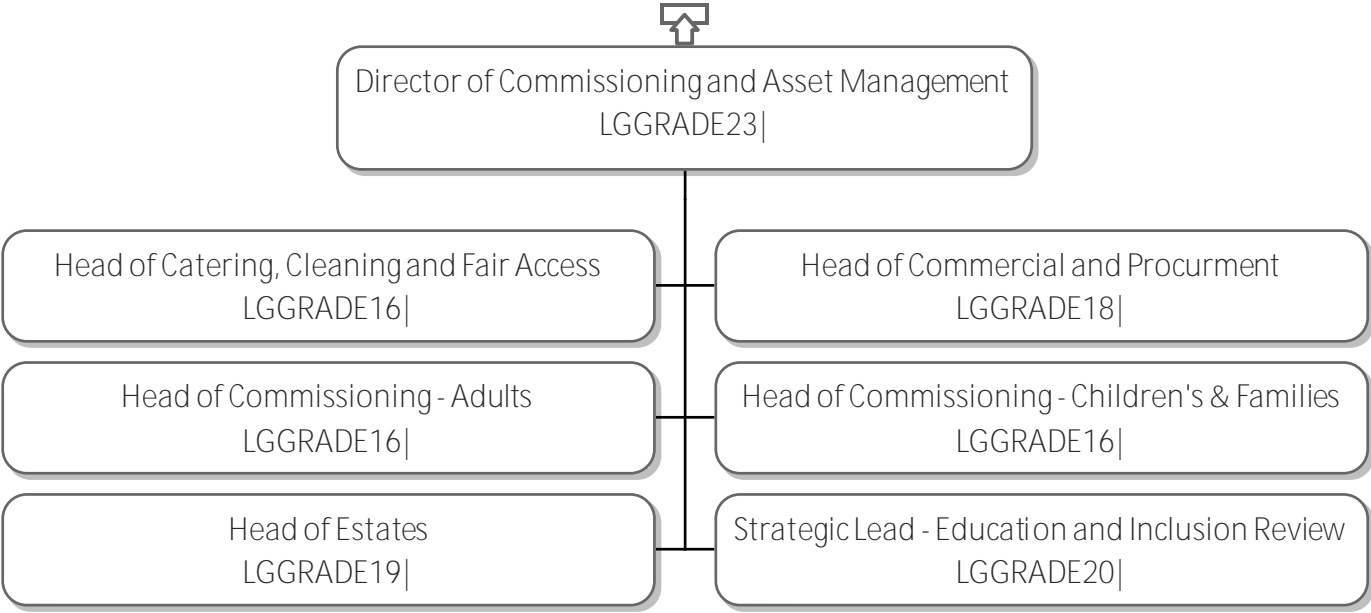 Director of Commissioning and Asset Management
LGGRADE23|
Head of Catering, Cleaning and Fair Access
LGGRADE16|
Head of Commercial and Procurment
LGGRADE18|
Head of Commissioning - Adults
LGGRADE16|
Head of Commissioning - Children's & Families
LGGRADE16|
Head of Estates
LGGRADE19|
Strategic Lead - Education and Inclusion Review
LGGRADE20|